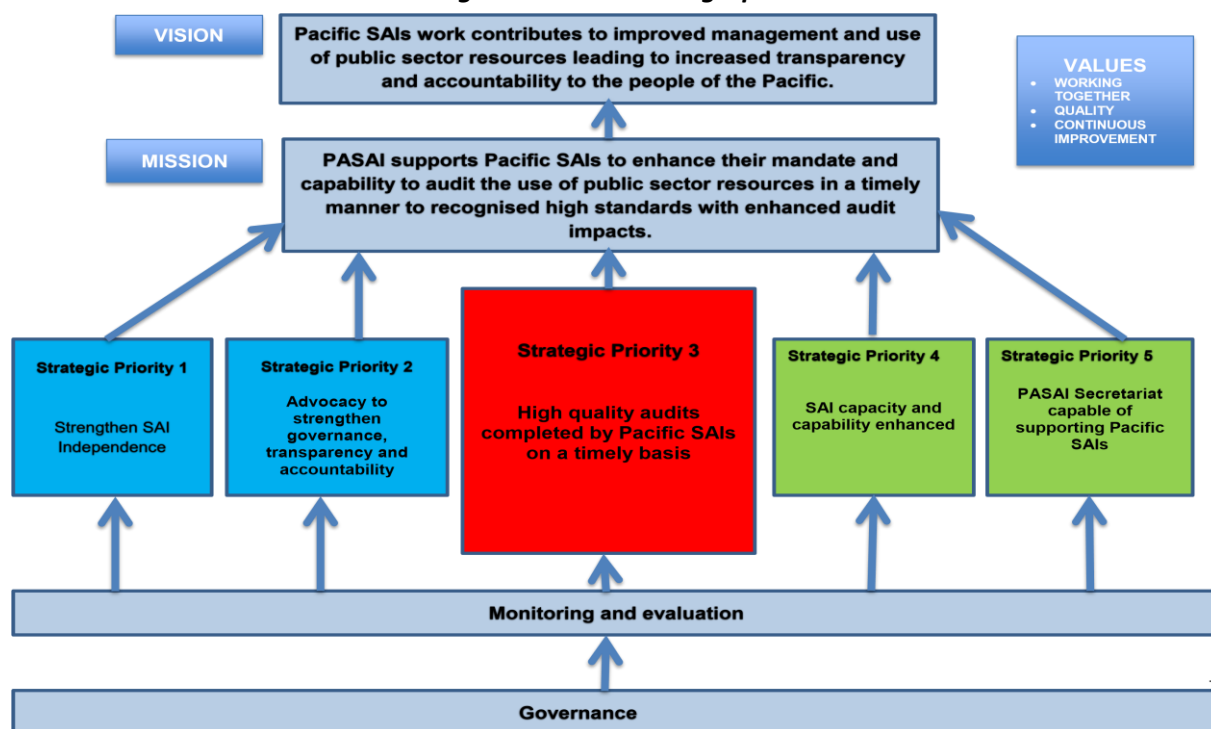 VISION
Pacific SAIs work contributes to improved management and use
of public sector resources leading to increased transparency
and accountability to the people of the Pacific.
VALUES
• WORKING
TOGETHER
• QUALITY
• CONTINUOUS
IMPROVEMENT
MISSION
PASAI supports Pacific SAIs to enhance their mandate and
capability to audit the use of public sector resources in a timely
manner to recognised high standards with enhanced audit
impacts.
Strategic Priority 1
Strengthen SAI
Independence
Strategic Priority 2
Advocacy to
strengthen
governance,
transparency and
accountability
Strategic Priority 3
High quality audits
completed by Pacific SAIs
on a timely basis
Strategic Priority 4
SAI capacity and
capability enhanced
Strategic Priority 5
PASAI Secretariat
capable of
supporting Pacific
SAIs
Monitoring and evaluation
Governance